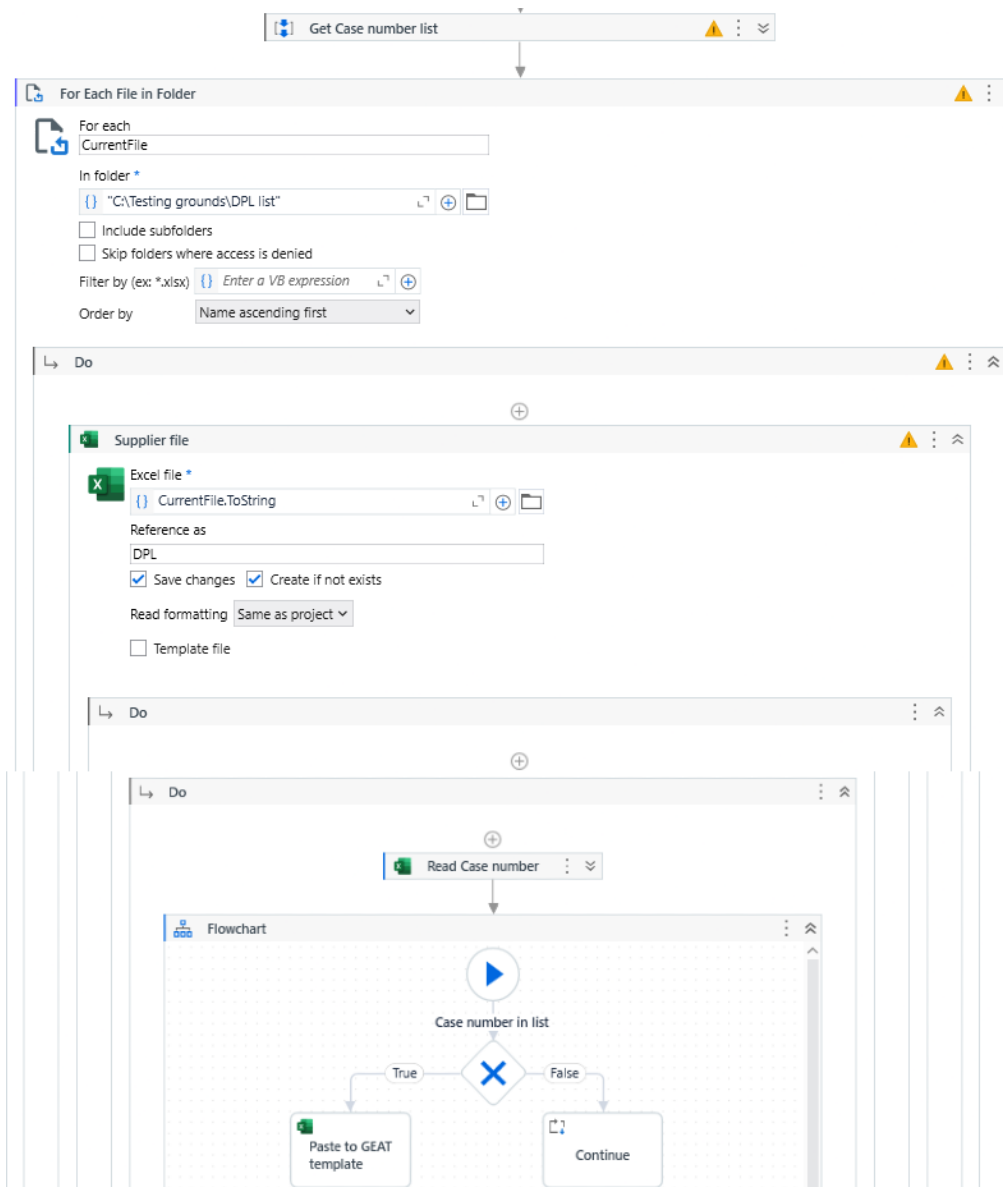 Get Case number list
For Each File in Folder
For each
CurrentFile
In folder *
{} "C:\Testing grounds\DPL list"
Include subfolders
Skip folders where access is denied
Filter by (ex: *.xlsx) {} Enter a VB expression
Order by Name ascending first
Do
Supplier file
Excel file *
{} CurrentFile.ToString
Reference as
DPL
Save changes Create if not exists
Read formatting Same as project
Template file
Do
Do
Read Case number
Flowchart
Case number in list
True False
Paste to GEAT
template
Continue